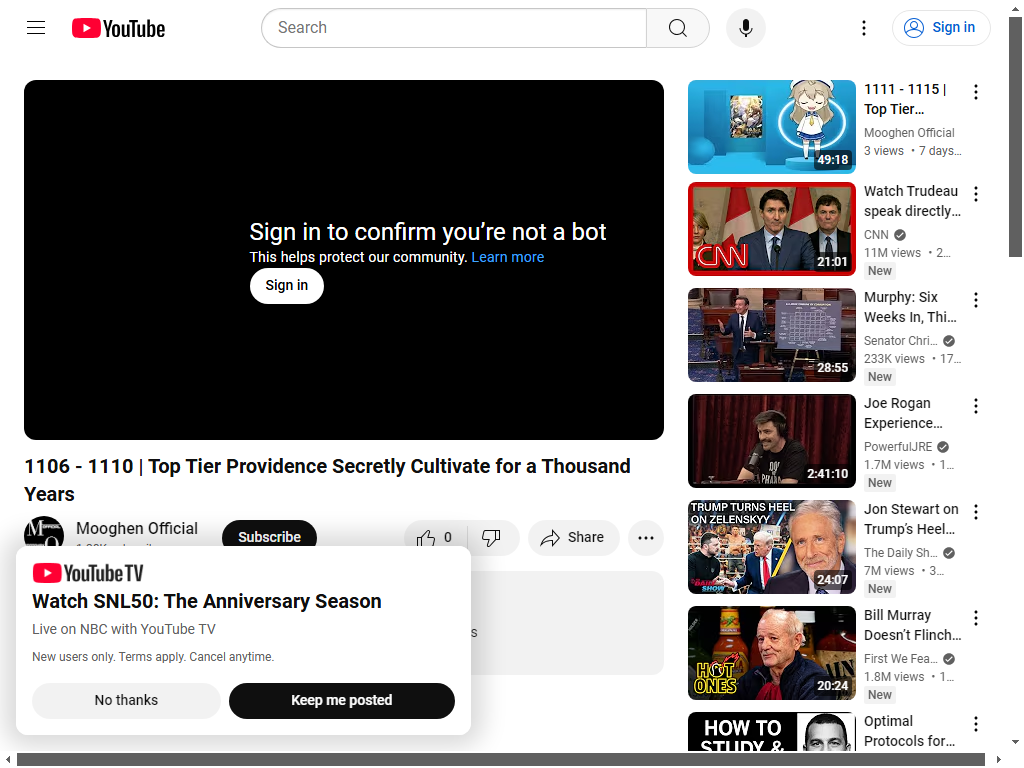 YouTube
Search
Sign in
Sign in to confirm you’re not a bot
This helps protect our community. Learn more
Sign in
1106 - 1110 | Top Tier Providence Secretly Cultivate for a Thousand
Years
Mooghen Official
Subscribe
0
Share
YouTube TV
Watch SNL50: The Anniversary Season
Live on NBC with YouTube TV
New users only. Terms apply. Cancel anytime.
No thanks
Keep me posted
49:18
1111 - 1115 |
Top Tier…
Mooghen Official
3 views • 7 days…
CNN
21:01
Watch Trudeau
speak directly…
CNN
11M views • 2…
New
28:55
Murphy: Six
Weeks In, Thi…
Senator Chri…
233K views • 17…
New
2:41:10
Joe Rogan
Experience…
PowerfulJRE
1.7M views • 1…
New
TRUMP TURNS HEEL
ON ZELENSKYY
THE DAILY SHOW
24:07
Jon Stewart on
Trump’s Heel…
The Daily Sh…
7M views • 3…
New
HOT
ONES
20:24
Bill Murray
Doesn’t Flinch…
First We Fea…
1.8M views • 1…
New
HOW TO
STUDY &
Optimal
Protocols for…